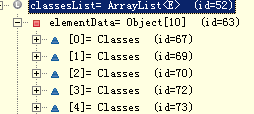 classesList= ArrayList<E> (id=52)
elementData= Object[10] (id=63)
[0]= Classes (id=67)
[1]= Classes (id=69)
[2]= Classes (id=70)
[3]= Classes (id=72)
[4]= Classes (id=73)